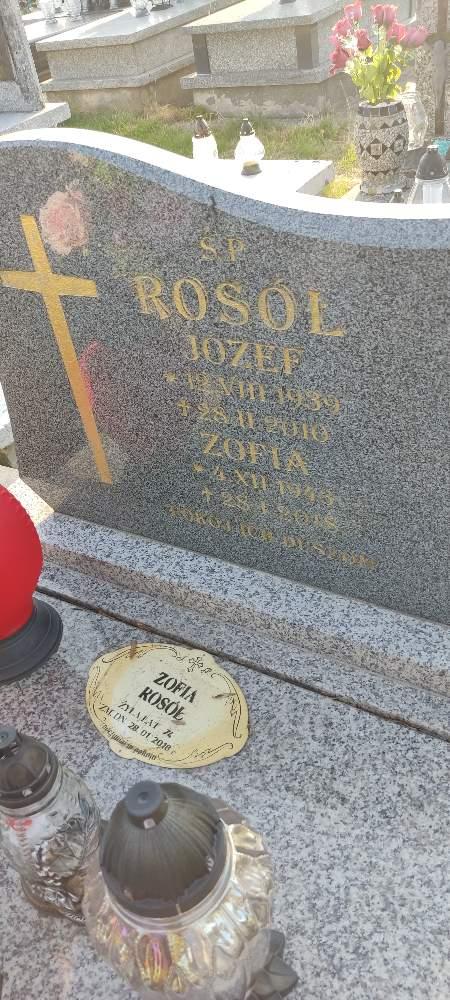 Ś.P.
ROSÓŁ
JÓZEF
* 12.VIII.1939
✝ 28.II.2010
ZOFIA
* 4.XII.1943
✝ 28.I.2018
POKÓJ ICH DUSZOM
ZOFIA
ROSÓŁ
ŻYŁA LAT 74
ZM. DN. 28.01.2018